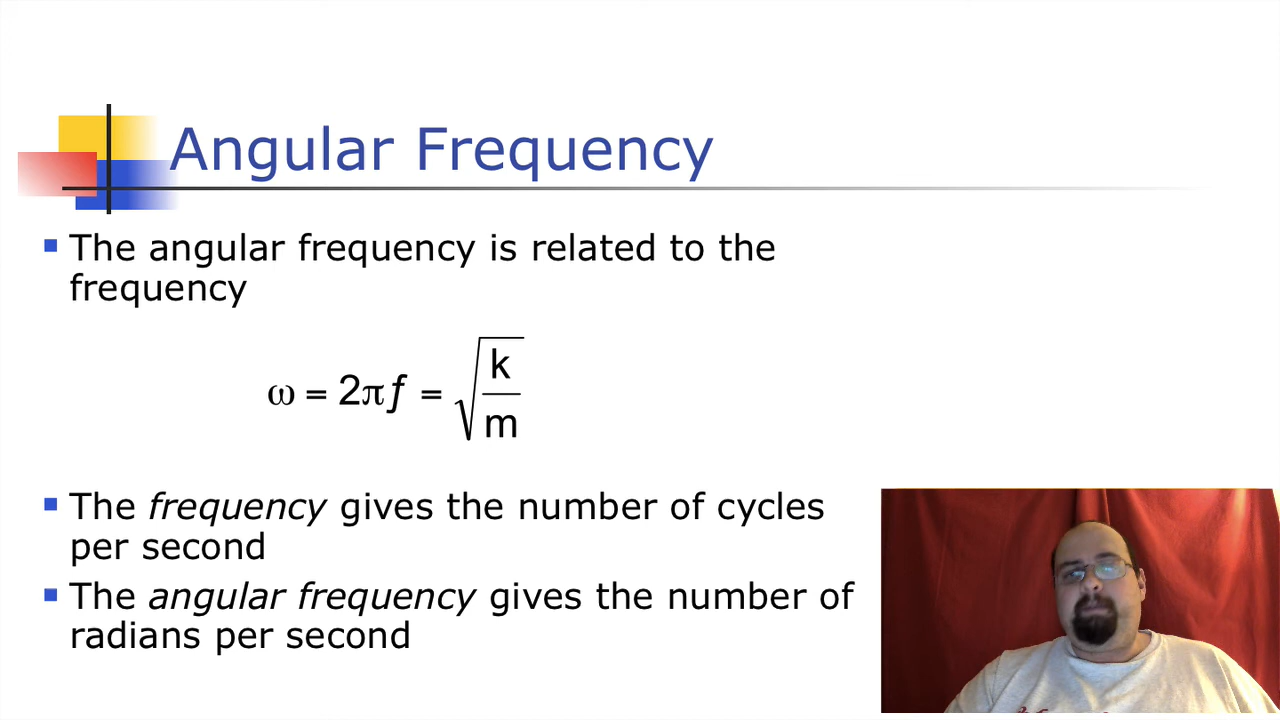 Angular Frequency
The angular frequency is related to the
frequency
ω = 2πƒ = √(k/m)
The frequency gives the number of cycles
per second
The angular frequency gives the number of
radians per second